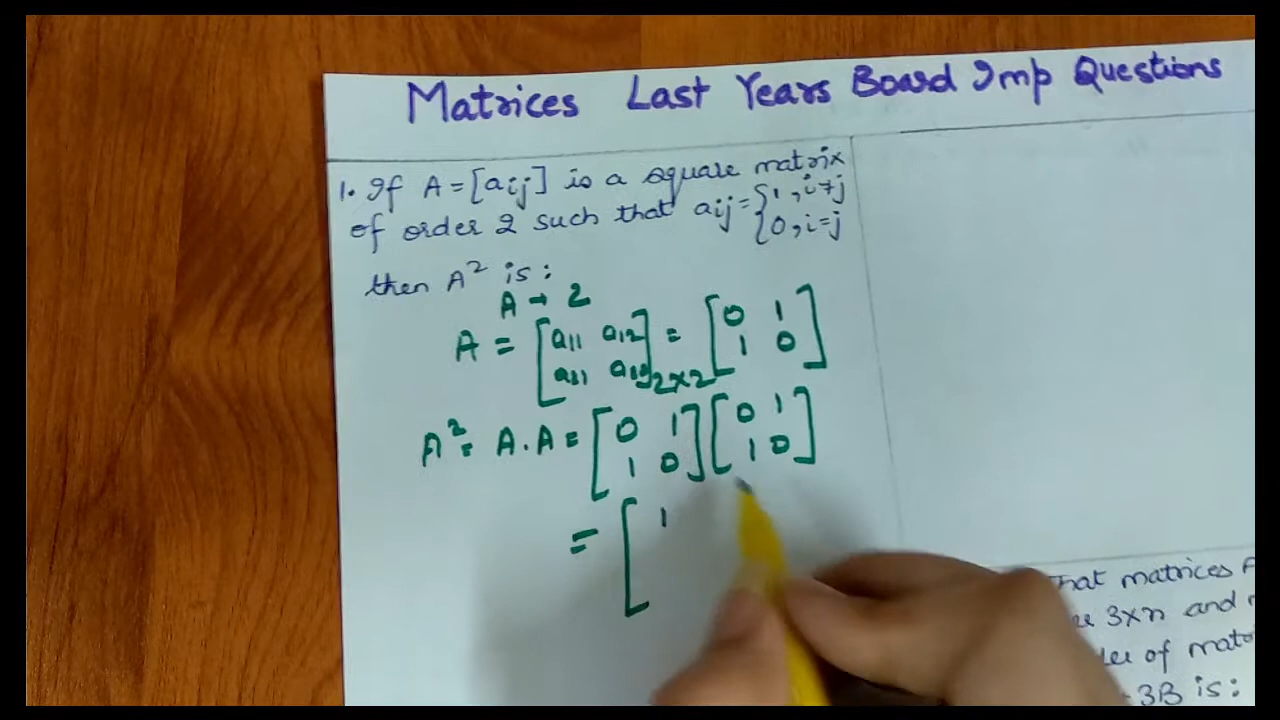 Matrices Last Years Board Imp Questions
1. If A = [aij] is a square matrix
of order 2 such that aij = {1, i≠j
{0, i=j
then A² is:
A → 2
A = [a11 a12] = [0 1]
[a21 a22]2×2 [1 0]
A² = A.A = [0 1] [0 1]
[1 0] [1 0]
= [ 1
that matrices A
3×n and
of
3B is: